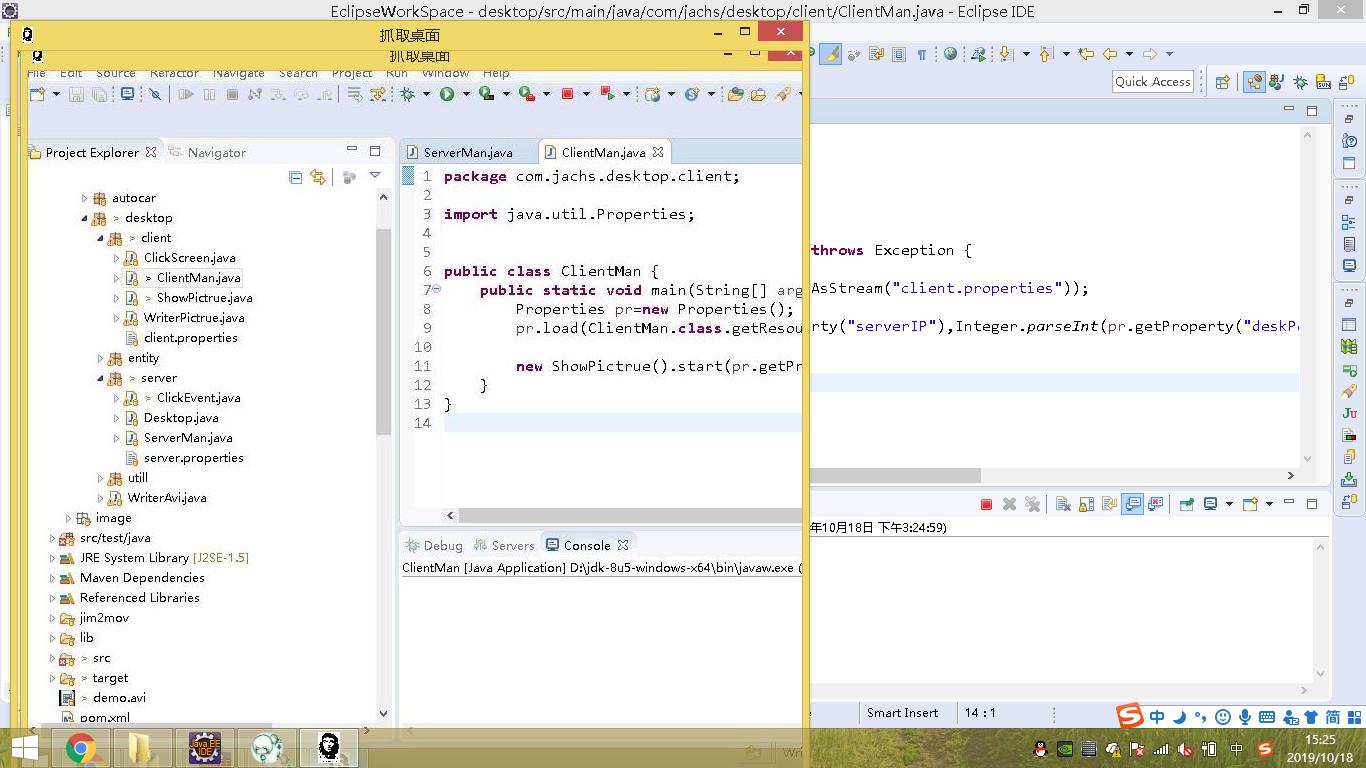 EclipseWorkSpace - desktop/src/main/java/com/jachs/desktop/client/ClientMan.java - Eclipse IDE
抓取桌面
抓取桌面
File Edit Source Refactor Navigate Search Project Run Window Help
Quick Access
Project Explorer
Navigator
autocar
> desktop
> client
ClickScreen.java
> ClientMan.java
> ShowPictrue.java
WriterPictrue.java
client.properties
entity
> server
> ClickEvent.java
Desktop.java
ServerMan.java
server.properties
utill
WriterAvi.java
image
src/test/java
JRE System Library [J2SE-1.5]
Maven Dependencies
Referenced Libraries
jim2mov
lib
> src
> target
> demo.avi
pom.xml
ServerMan.java
ClientMan.java
1 package com.jachs.desktop.client;
2
3 import java.util.Properties;
4
5
6 public class ClientMan {
7 public static void main(String[] arg
8 Properties pr=new Properties();
9 pr.load(ClientMan.class.getResou
10
11 new ShowPictrue().start(pr.getPr
12 }
13 }
14
throws Exception {
AsStream("client.properties"));
rty("serverIP"),Integer.parseInt(pr.getProperty("deskPo
Debug
Servers
Console
ClientMan [Java Application] D:\jdk-8u5-windows-x64\bin\javaw.exe (
年10月18日 下午3:24:59)
Smart Insert
14 : 1
中
简
Java EE
IDE
Wri
中
15:25
2019/10/18